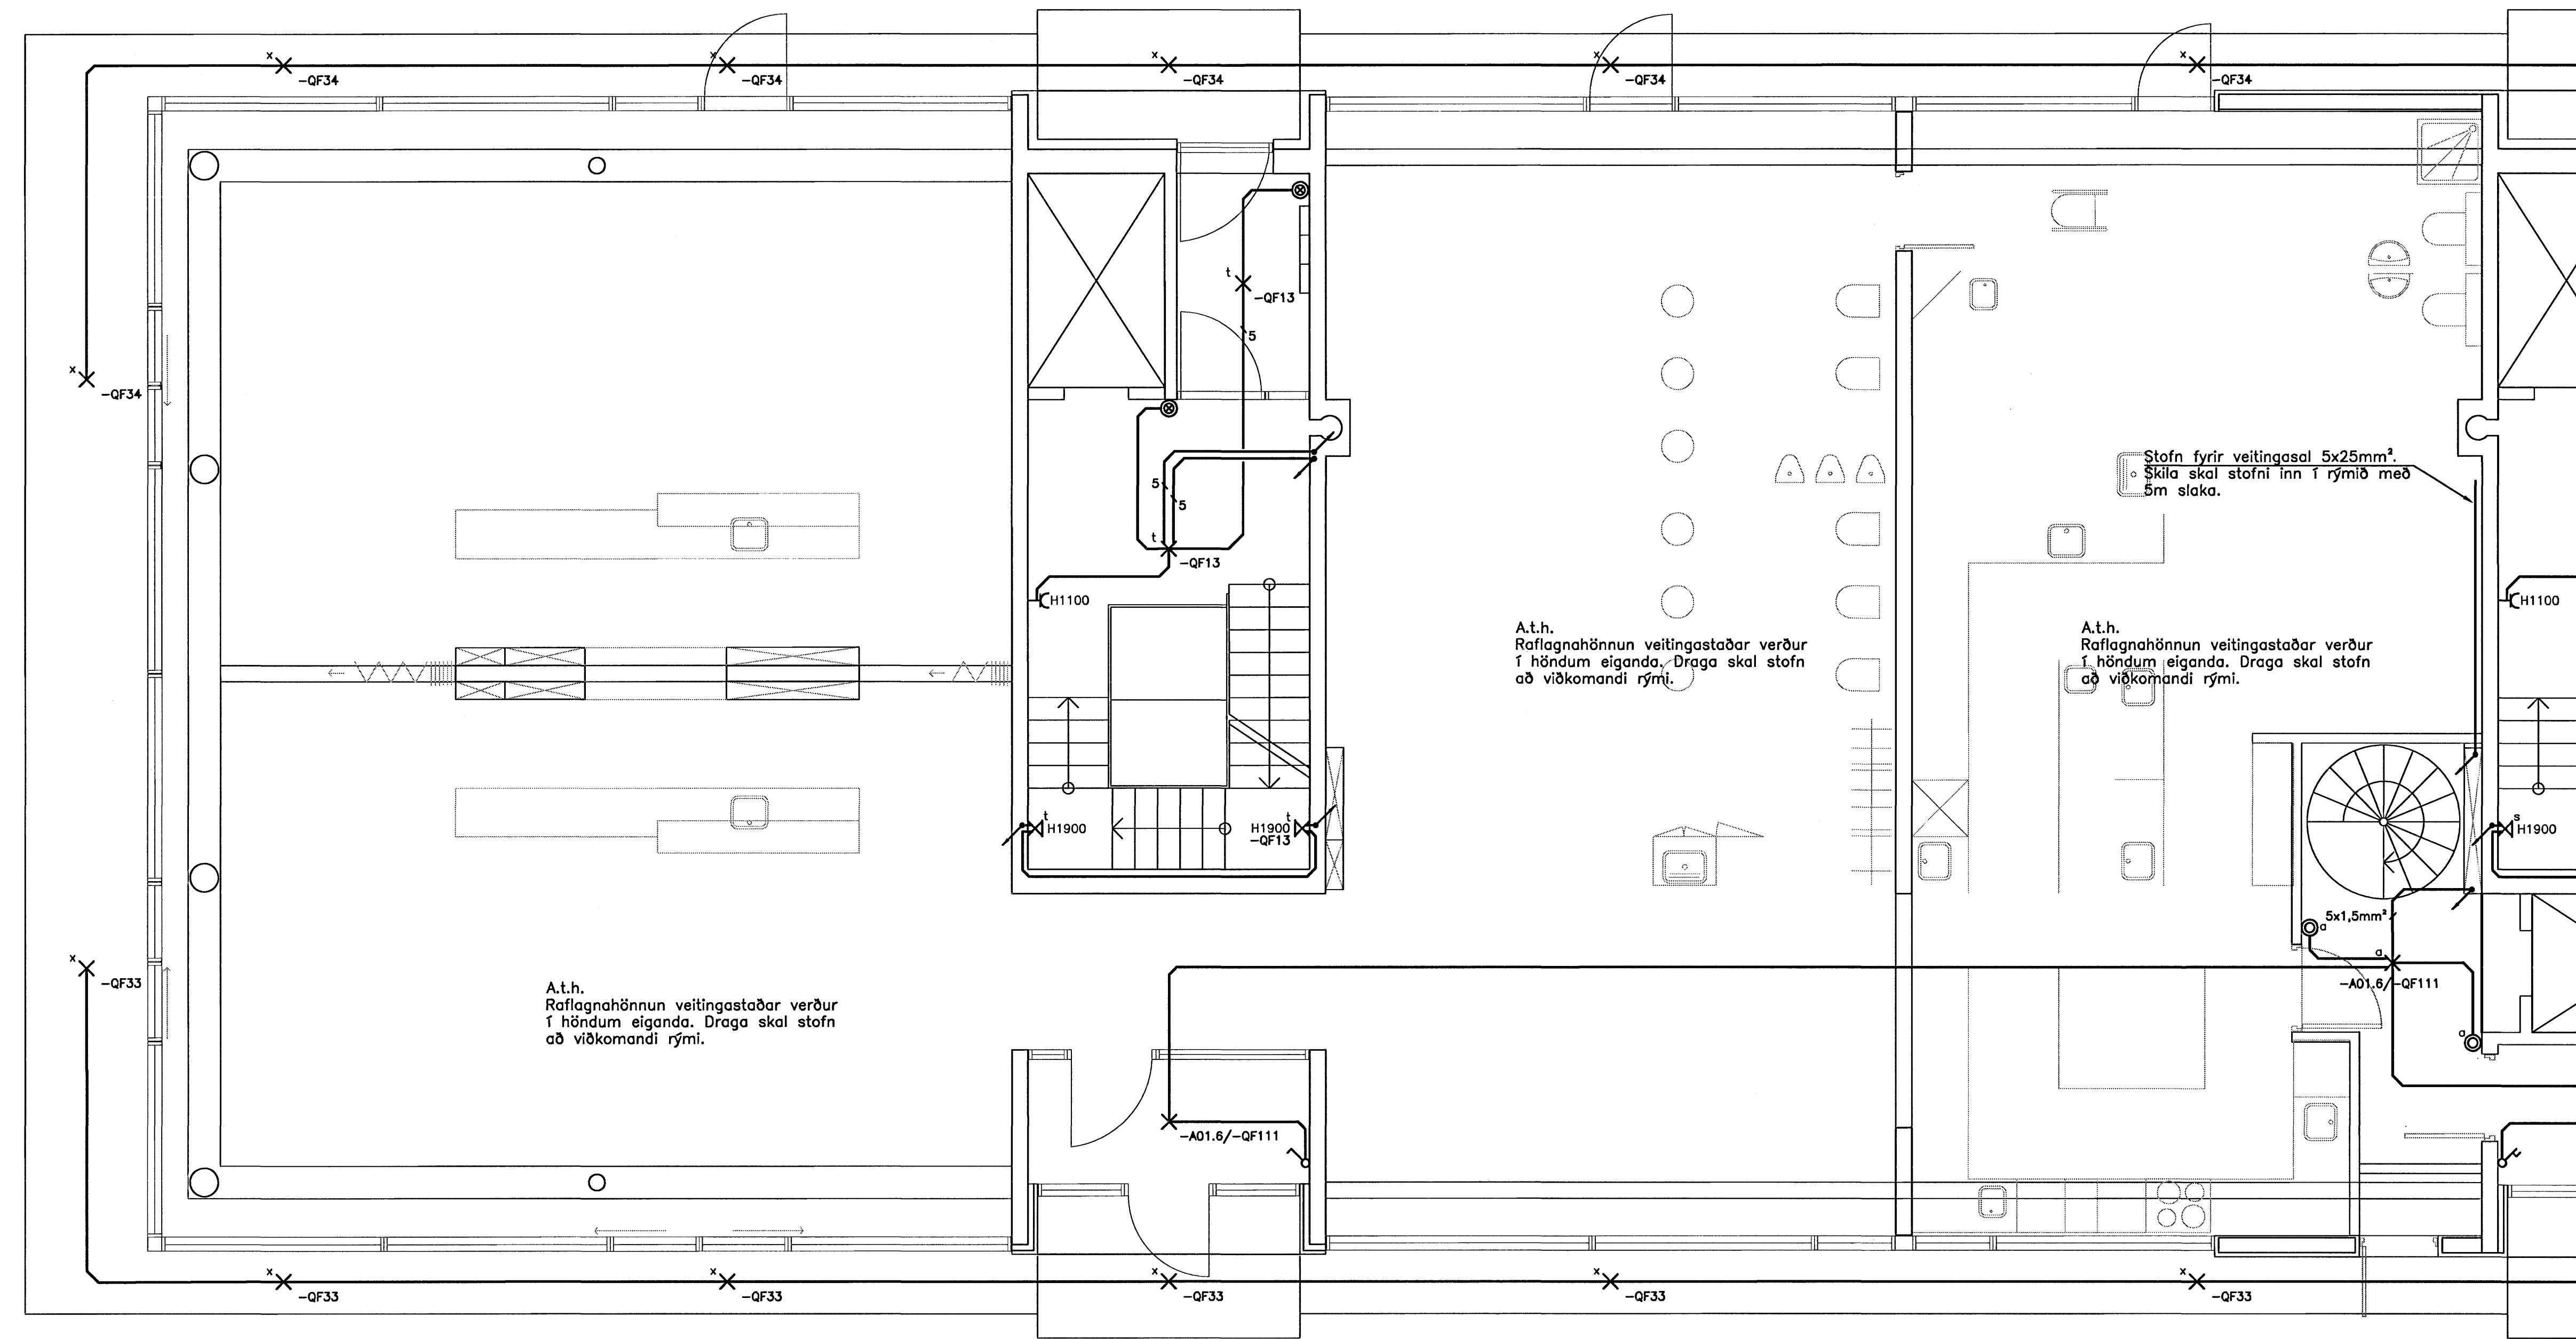 x
x
x
x
x
-QF34
-QF34
-QF34
-QF34
-QF34
t
-QF13
5
x
-QF34
5
5
t
-QF13
H1100
Stofn fyrir veitingasal 5x25mm².
Skila skal stofni inn í rýmið með
5m slaka.
H1100
A.t.h.
Raflagnahönnun veitingastaðar verður
í höndum eiganda. Draga skal stofn
að viðkomandi rými.
A.t.h.
Raflagnahönnun veitingastaðar verður
í höndum eiganda. Draga skal stofn
að viðkomandi rými.
t
H1900
t
H1900
-QF13
s
H1900
5x1,5mm²
a
a
-A01.6/-QF111
a
x
-QF33
A.t.h.
Raflagnahönnun veitingastaðar verður
í höndum eiganda. Draga skal stofn
að viðkomandi rými.
-A01.6/-QF111
x
x
x
x
x
-QF33
-QF33
-QF33
-QF33
-QF33